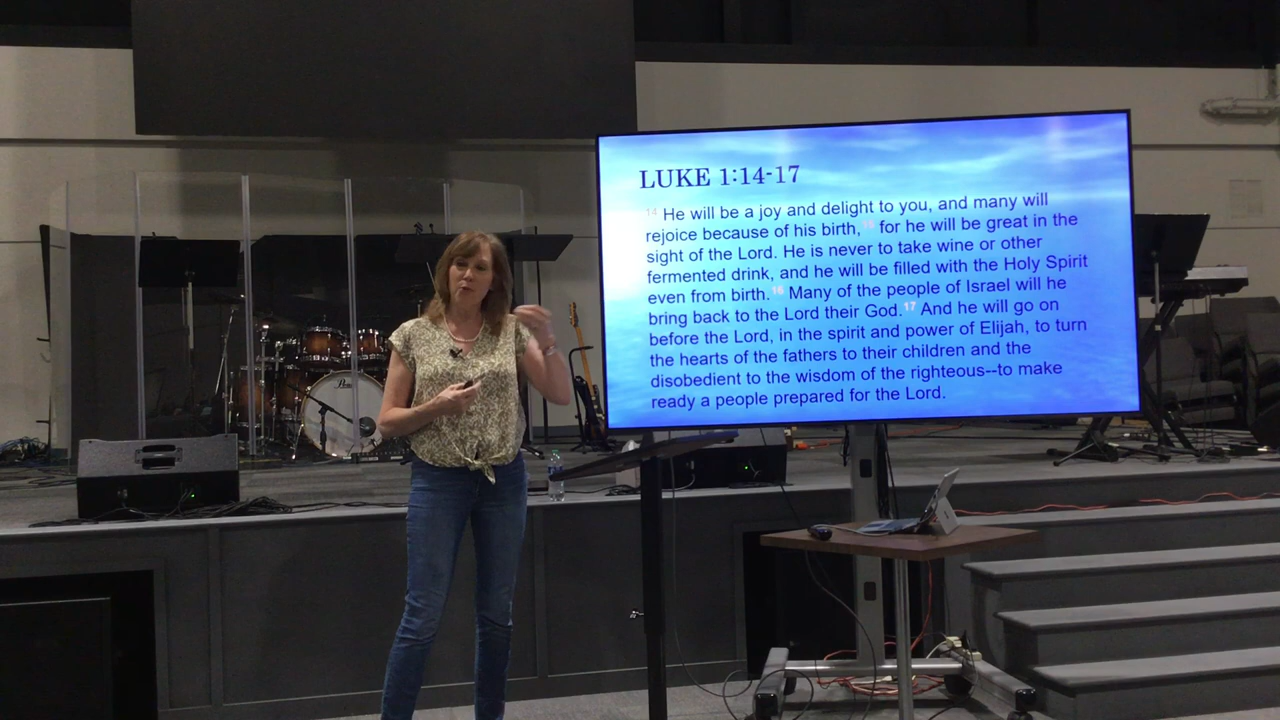 LUKE 1:14-17
14 He will be a joy and delight to you, and many will
rejoice because of his birth, 15 for he will be great in the
sight of the Lord. He is never to take wine or other
fermented drink, and he will be filled with the Holy Spirit
even from birth. 16 Many of the people of Israel will he
bring back to the Lord their God. 17 And he will go on
before the Lord, in the spirit and power of Elijah, to turn
the hearts of the fathers to their children and the
disobedient to the wisdom of the righteous--to make
ready a people prepared for the Lord.
Pearl